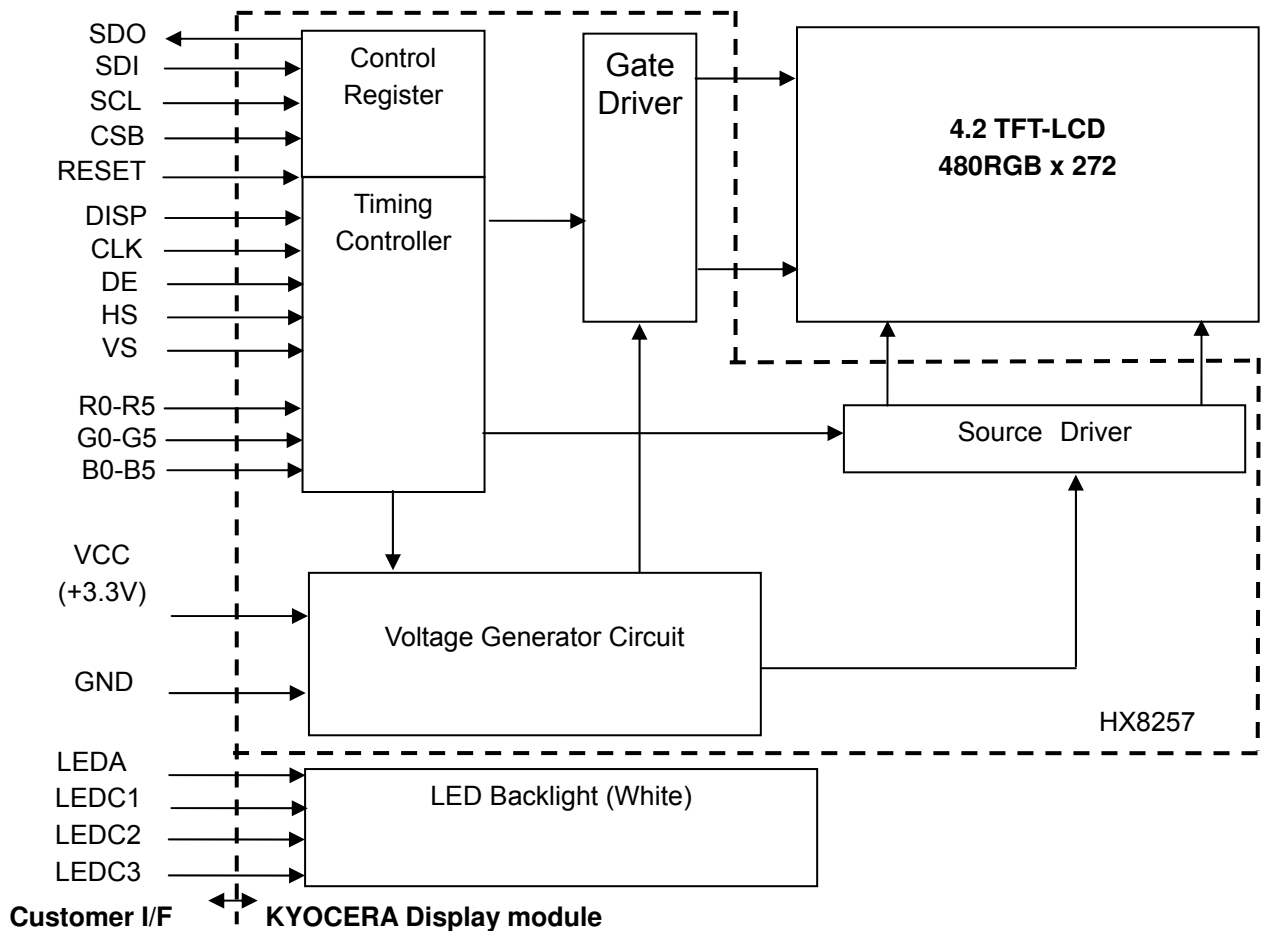 SDO
SDI
SCL
CSB
RESET
DISP
CLK
DE
HS
VS
R0-R5
G0-G5
B0-B5
VCC
(+3.3V)
GND
LEDA
LEDC1
LEDC2
LEDC3
Control
Register
Timing
Controller
Gate
Driver
4.2 TFT-LCD
480RGB x 272
Source Driver
Voltage Generator Circuit
HX8257
LED Backlight (White)
Customer I/F
KYOCERA Display module